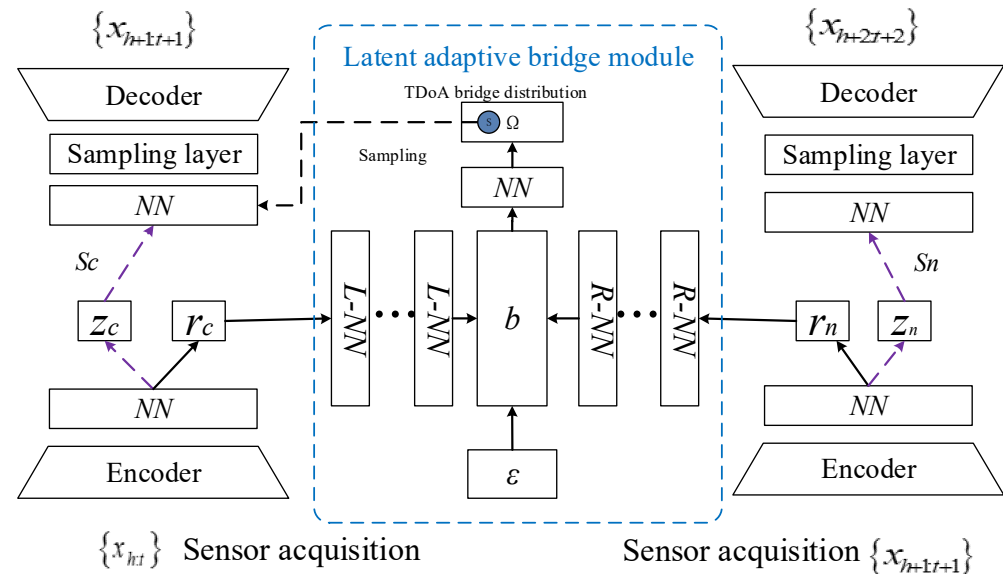 {x_{h+1:t+1}}
{x_{h+2:t+2}}
Latent adaptive bridge module
Decoder
Decoder
TDoA bridge distribution
S Ω
Sampling layer
Sampling
Sampling layer
NN
NN
NN
Sc
Sn
L-NN
L-NN
R-NN
R-NN
z_c
r_c
b
r_n
z_n
NN
NN
Encoder
ε
Encoder
{x_{h:t}} Sensor acquisition
Sensor acquisition {x_{h+1:t+1}}